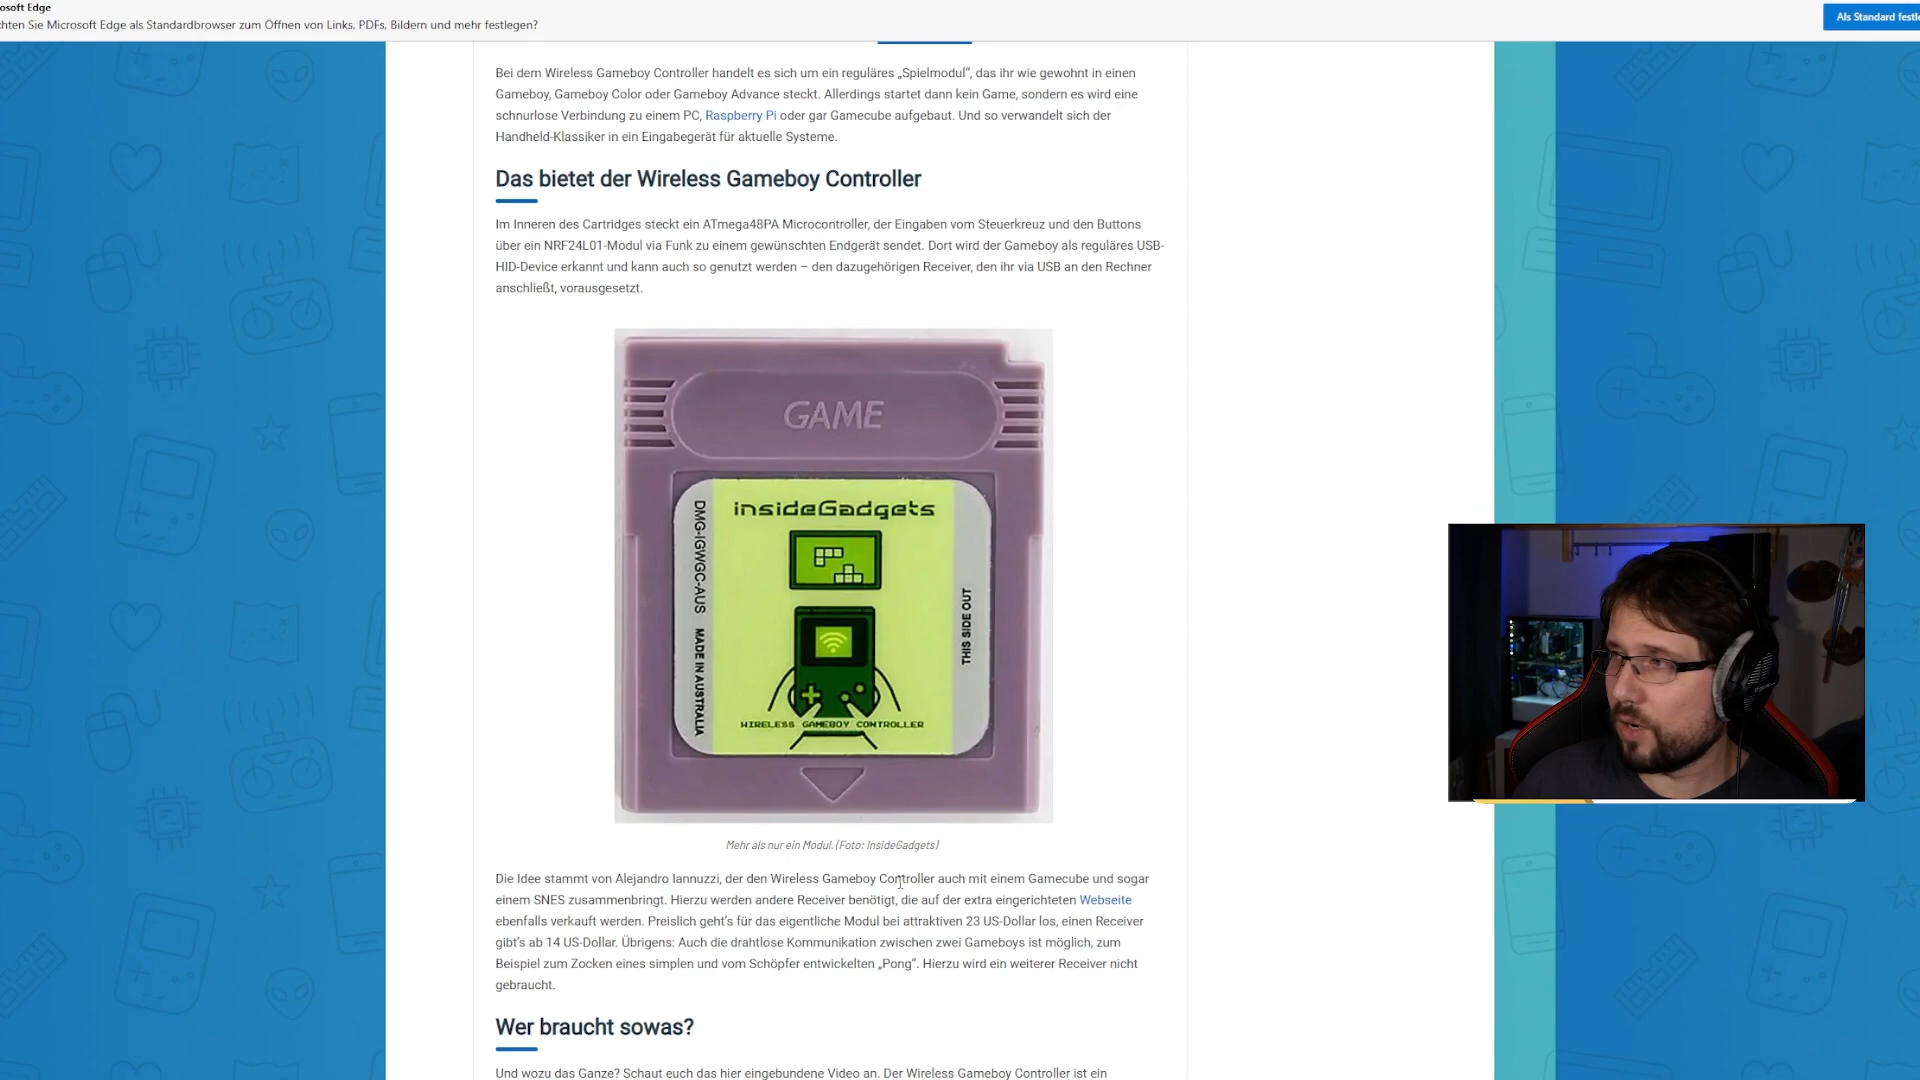 osoft Edge
chten Sie Microsoft Edge als Standardbrowser zum Öffnen von Links, PDFs, Bildern und mehr festlegen?
Als Standard festle
Bei dem Wireless Gameboy Controller handelt es sich um ein reguläres „Spielmodul“, das ihr wie gewohnt in einen
Gameboy, Gameboy Color oder Gameboy Advance steckt. Allerdings startet dann kein Game, sondern es wird eine
schnurlose Verbindung zu einem PC, Raspberry Pi oder gar Gamecube aufgebaut. Und so verwandelt sich der
Handheld-Klassiker in ein Eingabegerät für aktuelle Systeme.
Das bietet der Wireless Gameboy Controller
Im Inneren des Cartridges steckt ein ATmega48PA Microcontroller, der Eingaben vom Steuerkreuz und den Buttons
über ein NRF24L01-Modul via Funk zu einem gewünschten Endgerät sendet. Dort wird der Gameboy als reguläres USB-
HID-Device erkannt und kann auch so genutzt werden – den dazugehörigen Receiver, den ihr via USB an den Rechner
anschließt, vorausgesetzt.
GAME
insideGadgets
DMG-IGWGC-AUS MADE IN AUSTRALIA
THIS SIDE OUT
WIRELESS GAMEBOY CONTROLLER
Mehr als nur ein Modul. (Foto: InsideGadgets)
Die Idee stammt von Alejandro Iannuzzi, der den Wireless Gameboy Controller auch mit einem Gamecube und sogar
einem SNES zusammenbringt. Hierzu werden andere Receiver benötigt, die auf der extra eingerichteten Webseite
ebenfalls verkauft werden. Preislich geht’s für das eigentliche Modul bei attraktiven 23 US-Dollar los, einen Receiver
gibt’s ab 14 US-Dollar. Übrigens: Auch die drahtlose Kommunikation zwischen zwei Gameboys ist möglich, zum
Beispiel zum Zocken eines simplen und vom Schöpfer entwickelten „Pong“. Hierzu wird ein weiterer Receiver nicht
gebraucht.
Wer braucht sowas?
Und wozu das Ganze? Schaut euch das hier eingebundene Video an. Der Wireless Gameboy Controller ist ein